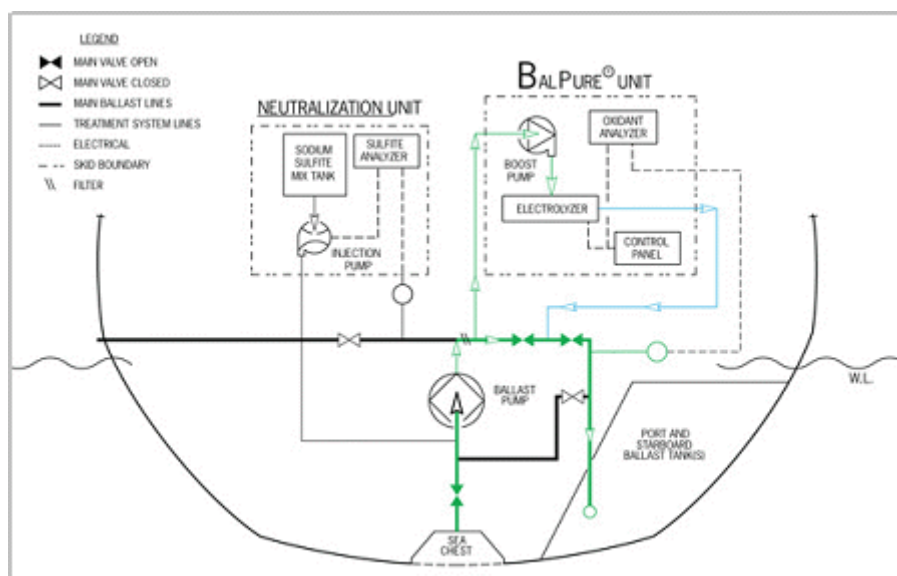 LEGEND
MAIN VALVE OPEN
MAIN VALVE CLOSED
MAIN BALLAST LINES
TREATMENT SYSTEM LINES
ELECTRICAL
SKID BOUNDARY
FILTER
NEUTRALIZATION UNIT
SODIUM
SULFITE
MIX TANK
SULFITE
ANALYZER
INJECTION
PUMP
BALPURE® UNIT
BOOST
PUMP
OXIDANT
ANALYZER
ELECTROLYZER
CONTROL
PANEL
BALLAST
PUMP
W.L.
PORT AND
STARBOARD
BALLAST TANK(S)
SEA
CHEST